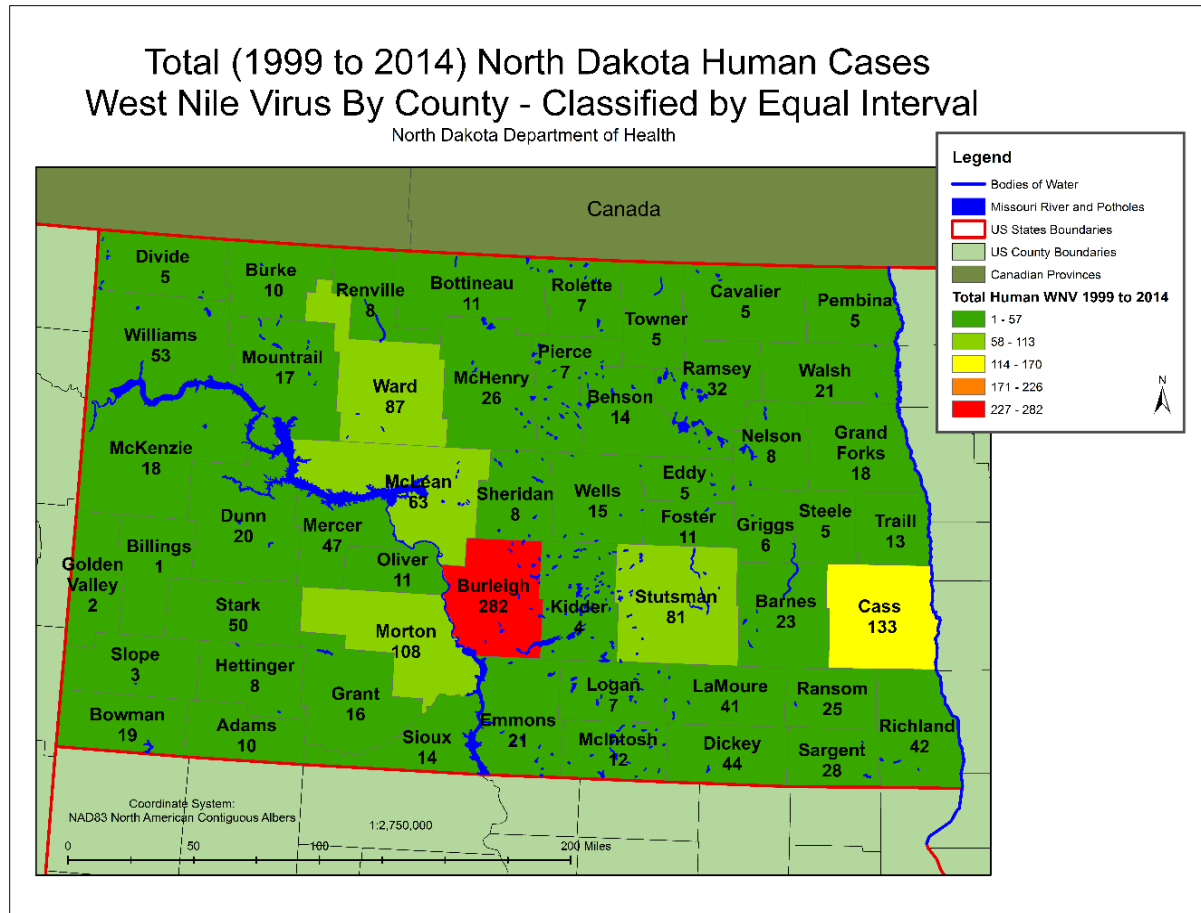 Total (1999 to 2014) North Dakota Human Cases
West Nile Virus By County - Classified by Equal Interval
North Dakota Department of Health
Legend
Bodies of Water
Missouri River and Potholes
US States Boundaries
US County Boundaries
Canadian Provinces
Total Human WNV 1999 to 2014
1 - 57
58 - 113
114 - 170
171 - 226
227 - 282
N
Canada
Divide
5
Burke
10
Renville
8
Bottineau
11
Rolette
7
Towner
5
Cavalier
5
Pembina
5
Williams
53
Mountrail
17
Ward
87
McHenry
26
Pierce
7
Benson
14
Ramsey
32
Walsh
21
McKenzie
18
McLean
63
Sheridan
8
Wells
15
Eddy
5
Nelson
8
Grand
Forks
18
Dunn
20
Mercer
47
Oliver
11
Foster
11
Griggs
6
Steele
5
Traill
13
Golden
Valley
2
Billings
1
Stark
50
Morton
108
Burleigh
282
Kidder
4
Stutsman
81
Barnes
23
Cass
133
Slope
3
Hettinger
8
Grant
16
Logan
7
LaMoure
41
Ransom
25
Richland
42
Bowman
19
Adams
10
Sioux
14
Emmons
21
McIntosh
12
Dickey
44
Sargent
28
Coordinate System:
NAD83 North American Contiguous Albers
1:2,750,000
0 50 100 200 Miles